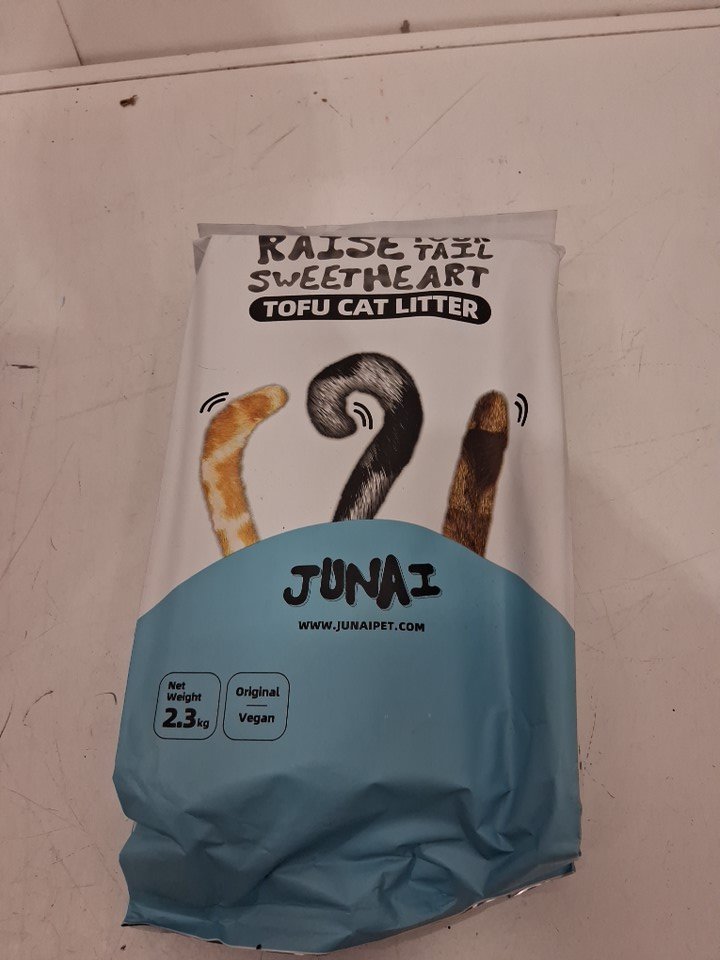 RAISE YOUR TAIL
SWEETHEART
TOFU CAT LITTER
JUNAI
WWW.JUNAIPET.COM
Net Weight 2.3kg
Original
Vegan